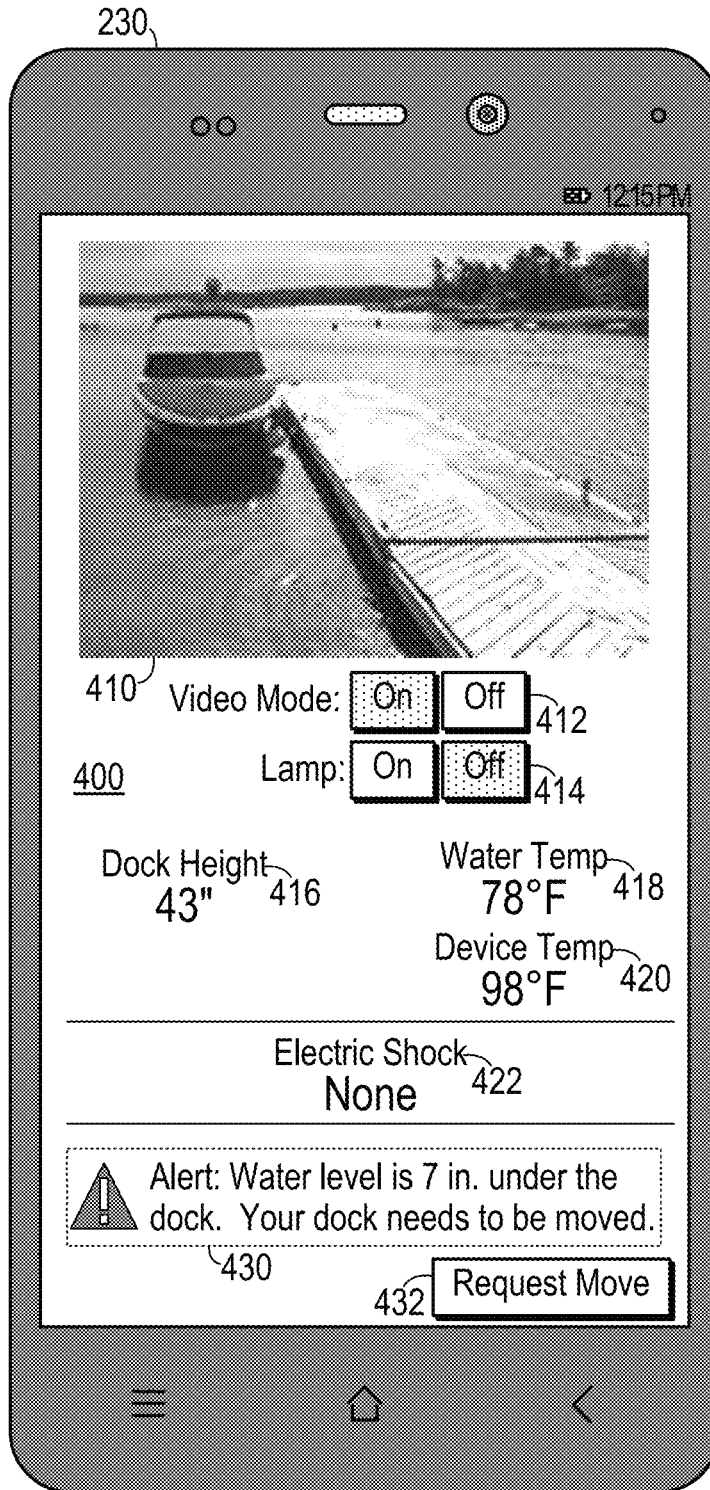 230
12:15 PM
410
Video Mode: On Off 412
400
Lamp: On Off 414
Dock Height 416
43"
Water Temp 418
78°F
Device Temp 420
98°F
Electric Shock 422
None
Alert: Water level is 7 in. under the
dock. Your dock needs to be moved.
430
432 Request Move